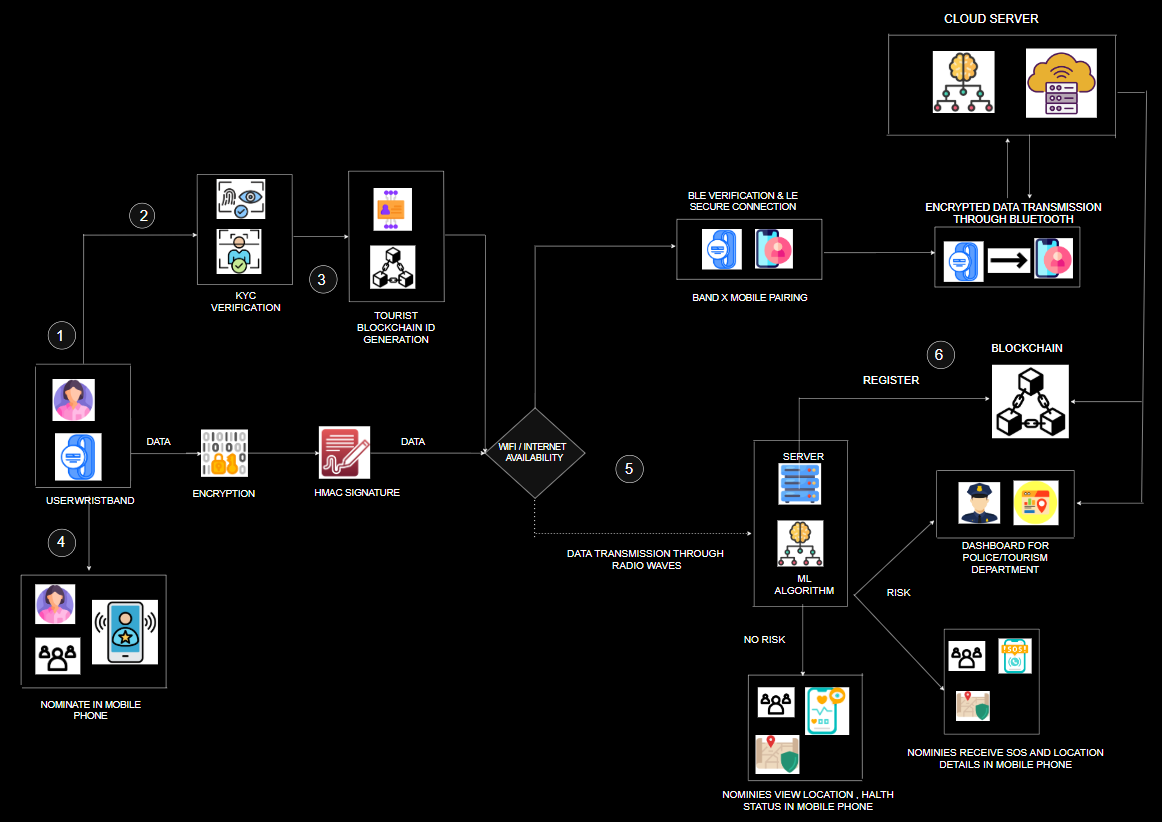 CLOUD SERVER
BLE VERIFICATION & LE
SECURE CONNECTION
ENCRYPTED DATA TRANSMISSION
THROUGH BLUETOOTH
2
3
KYC
VERIFICATION
TOURIST
BLOCKCHAIN ID
GENERATION
BAND X MOBILE PAIRING
1
6
BLOCKCHAIN
REGISTER
DATA
DATA
WIFI / INTERNET
AVAILABILITY
5
SERVER
USERWRISTBAND
ENCRYPTION
HMAC SIGNATURE
4
DATA TRANSMISSION THROUGH
RADIO WAVES
ML
ALGORITHM
DASHBOARD FOR
POLICE/TOURISM
DEPARTMENT
RISK
NO RISK
SOS
NOMINATE IN MOBILE
PHONE
NOMINIES RECEIVE SOS AND LOCATION
DETAILS IN MOBILE PHONE
NOMINIES VIEW LOCATION , HALTH
STATUS IN MOBILE PHONE